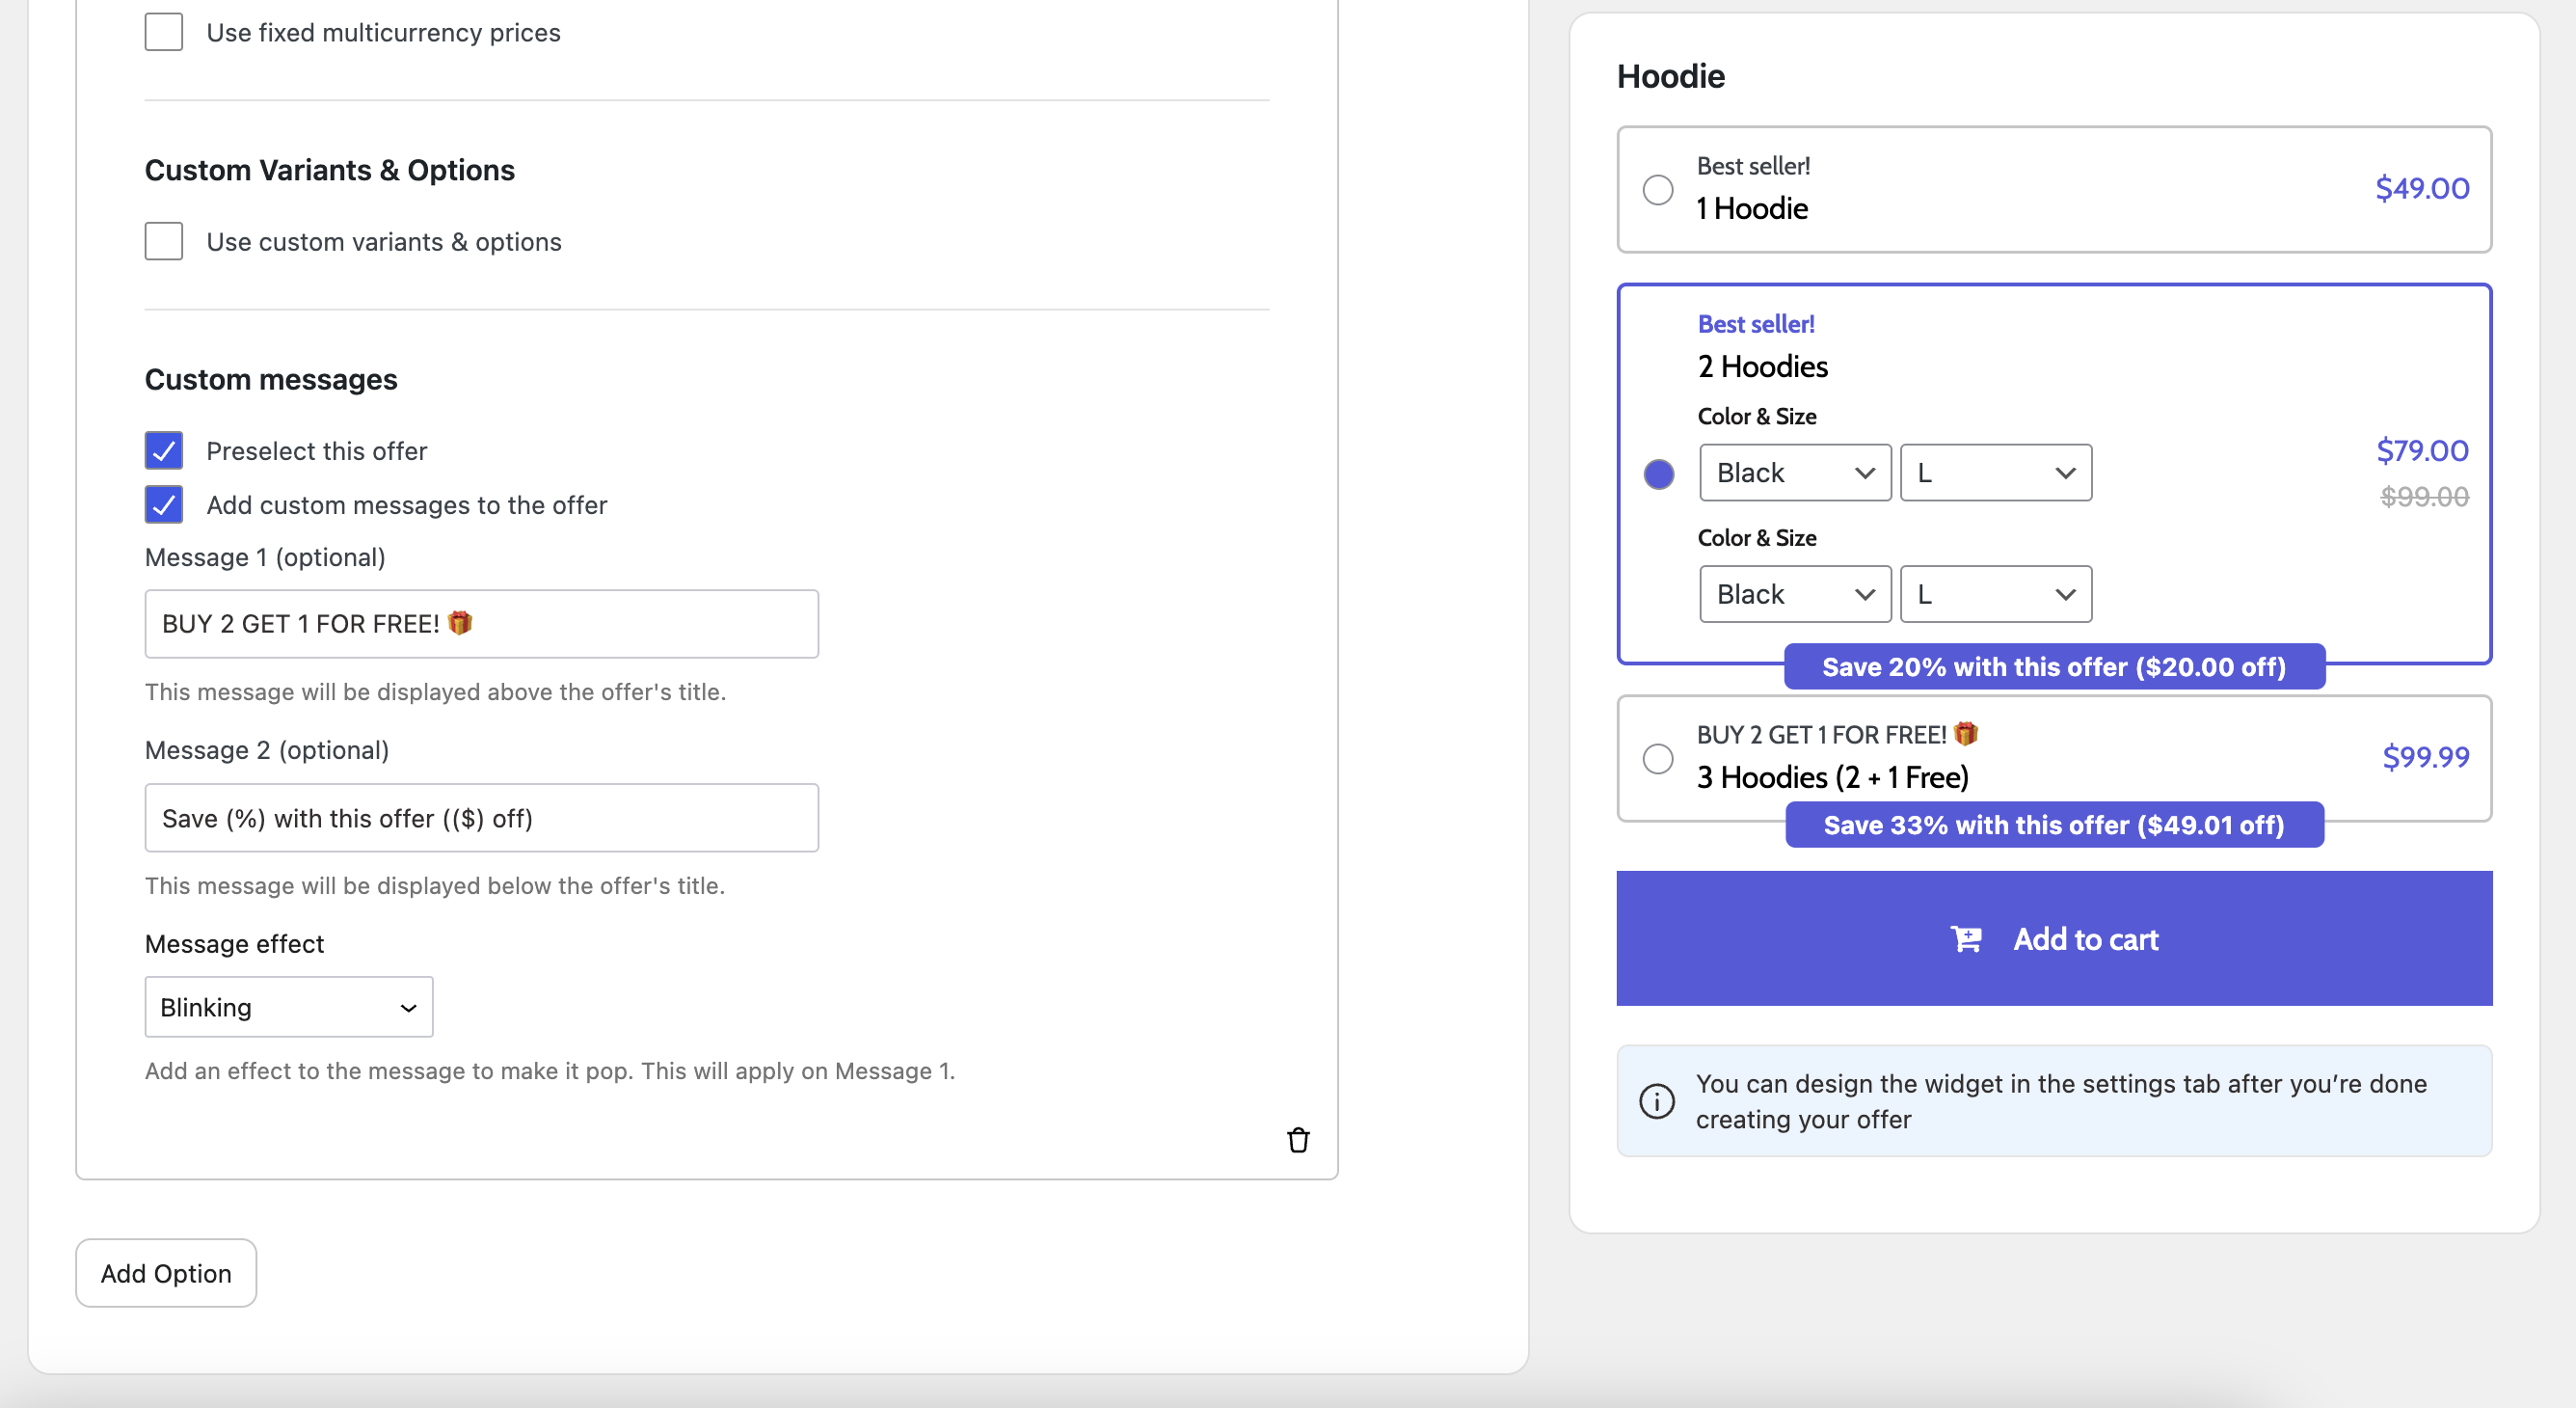 Use fixed multicurrency prices
Custom Variants & Options
Use custom variants & options
Custom messages
Preselect this offer
Add custom messages to the offer
Message 1 (optional)
BUY 2 GET 1 FOR FREE! 🎁
This message will be displayed above the offer's title.
Message 2 (optional)
Save (%) with this offer (($) off)
This message will be displayed below the offer's title.
Message effect
Blinking
Add an effect to the message to make it pop. This will apply on Message 1.
Add Option
Hoodie
Best seller!
1 Hoodie
$49.00
Best seller!
2 Hoodies
Color & Size
Black
L
$79.00
$99.00
Color & Size
Black
L
Save 20% with this offer ($20.00 off)
BUY 2 GET 1 FOR FREE! 🎁
3 Hoodies (2 + 1 Free)
$99.99
Save 33% with this offer ($49.01 off)
Add to cart
You can design the widget in the settings tab after you’re done
creating your offer